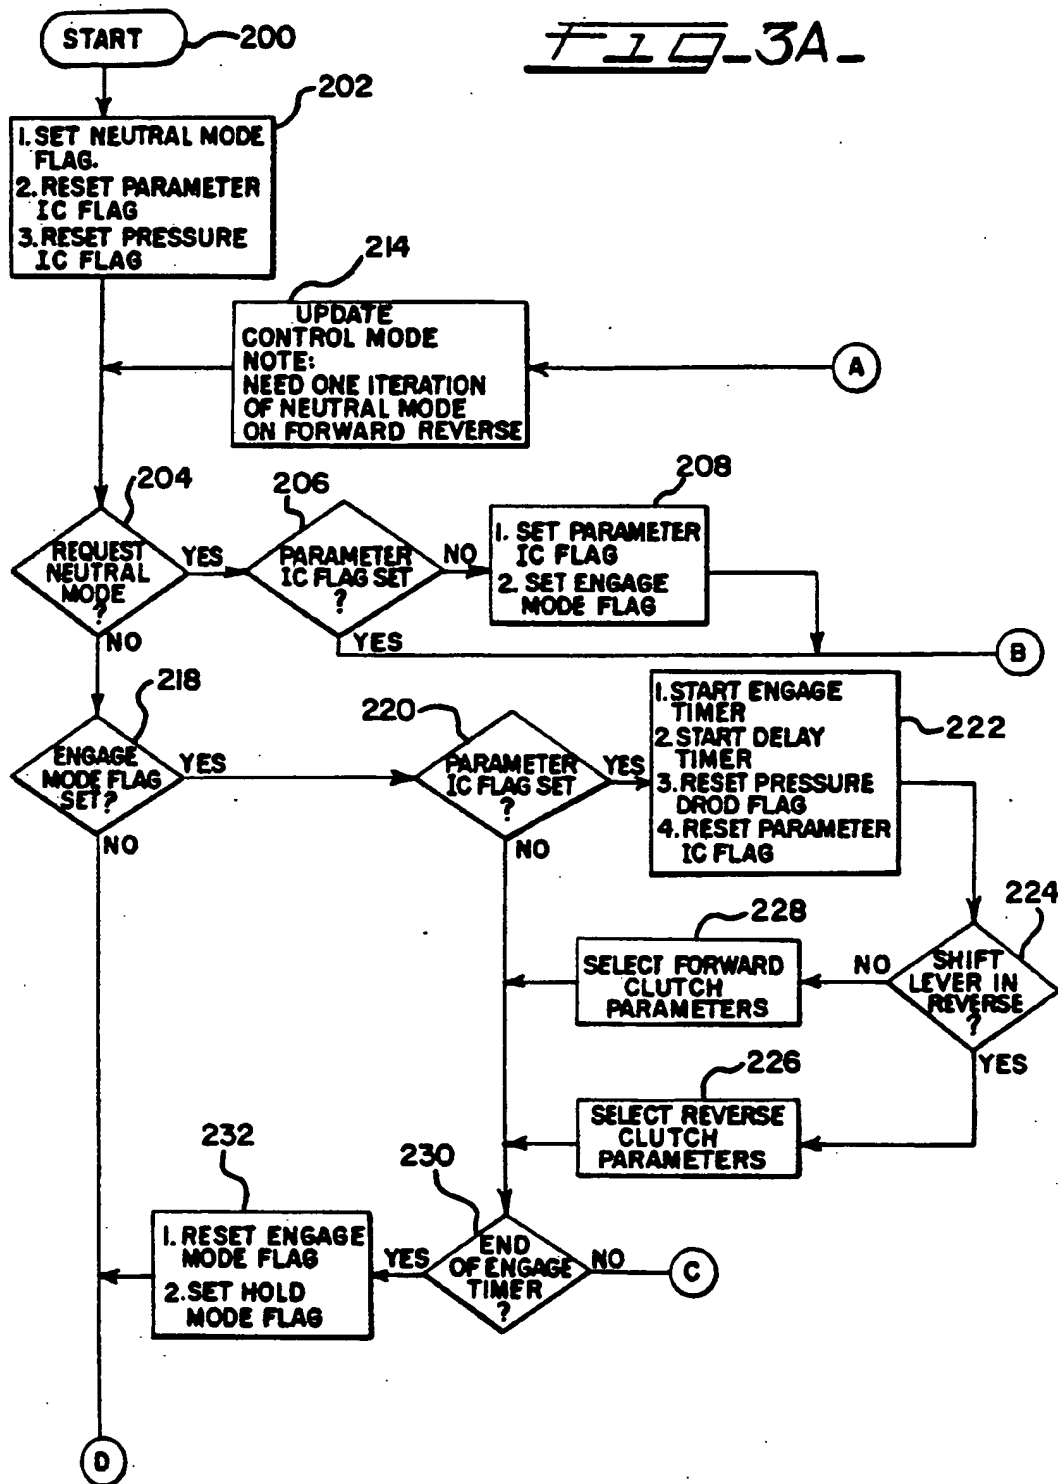 START
200
Fig-3A-
202
1. SET NEUTRAL MODE
FLAG.
2. RESET PARAMETER
IC FLAG
3. RESET PRESSURE
IC FLAG
214
UPDATE
CONTROL MODE
NOTE:
NEED ONE ITERATION
OF NEUTRAL MODE
ON FORWARD REVERSE
A
204
REQUEST
NEUTRAL
MODE
?
YES
NO
206
PARAMETER
IC FLAG SET
?
NO
YES
208
1. SET PARAMETER
IC FLAG
2. SET ENGAGE
MODE FLAG
B
218
ENGAGE
MODE FLAG
SET?
YES
NO
220
PARAMETER
IC FLAG SET
?
YES
NO
222
1. START ENGAGE
TIMER
2. START DELAY
TIMER
3. RESET PRESSURE
DROD FLAG
4. RESET PARAMETER
IC FLAG
224
SHIFT
LEVER IN
REVERSE
?
NO
YES
228
SELECT FORWARD
CLUTCH
PARAMETERS
226
SELECT REVERSE
CLUTCH
PARAMETERS
230
END
OF ENGAGE
TIMER
?
YES
NO
C
232
1. RESET ENGAGE
MODE FLAG
2. SET HOLD
MODE FLAG
D